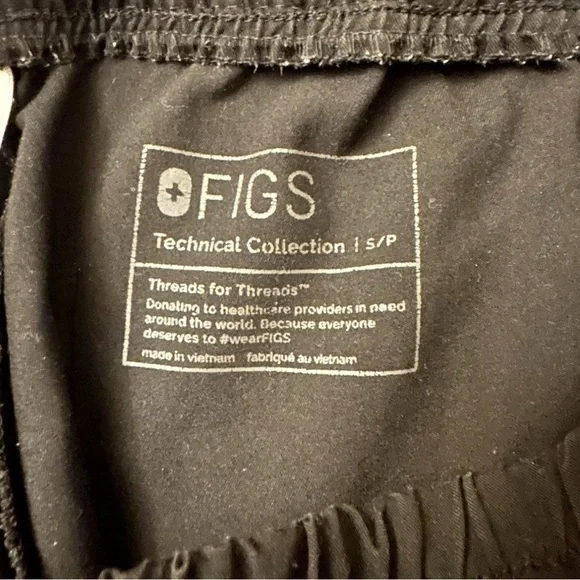 FIGS
Technical Collection | S/P
Threads for Threads™
Donating to healthcare providers in need
around the world. Because everyone
deserves to #wearFIGS
made in vietnam fabriqué au vietnam